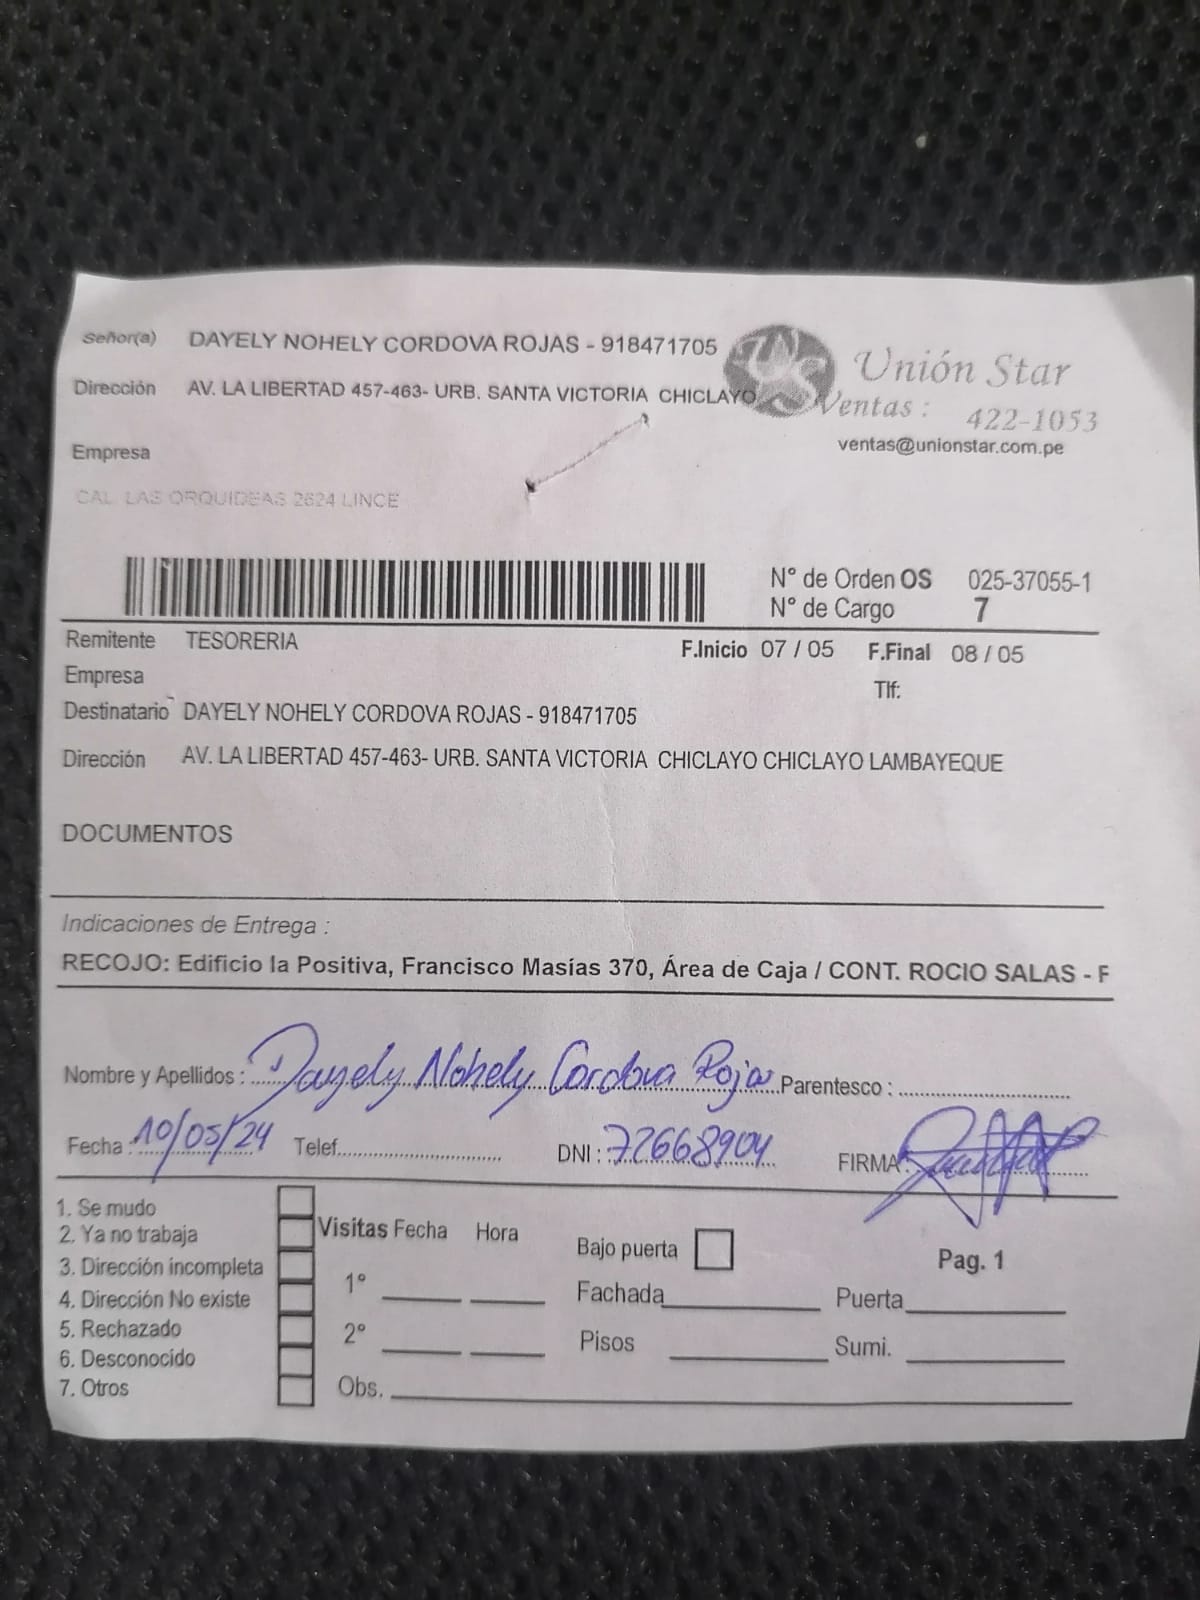 Señor(a) DAYELY NOHELY CORDOVA ROJAS - 918471705
Unión Star
Dirección AV. LA LIBERTAD 457-463- URB. SANTA VICTORIA CHICLAYO
Ventas : 422-1053
ventas@unionstar.com.pe
Empresa
CAL. LAS ORQUIDEAS 2624 LINCE
N° de Orden OS 025-37055-1
N° de Cargo 7
Remitente TESORERIA
F.Inicio 07 / 05 F.Final 08 / 05
Empresa
Tlf:
Destinatario DAYELY NOHELY CORDOVA ROJAS - 918471705
Dirección AV. LA LIBERTAD 457-463- URB. SANTA VICTORIA CHICLAYO CHICLAYO LAMBAYEQUE
DOCUMENTOS
Indicaciones de Entrega :
RECOJO: Edificio la Positiva, Francisco Masías 370, Área de Caja / CONT. ROCIO SALAS - F
Nombre y Apellidos : Dayely Nohely Cordova Rojas Parentesco :
Fecha : 10/05/24 Telef. DNI : 72668904 FIRMA:
1. Se mudo
2. Ya no trabaja
3. Dirección incompleta
4. Dirección No existe
5. Rechazado
6. Desconocido
7. Otros
Visitas Fecha Hora
1°
2°
Obs.
Bajo puerta
Fachada
Pisos
Pag. 1
Puerta
Sumi.